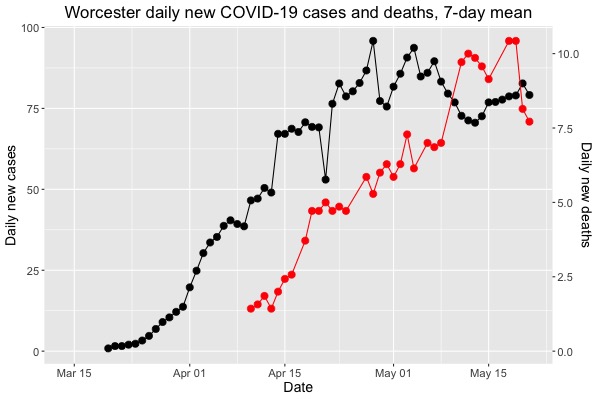 Worcester daily new COVID-19 cases and deaths, 7-day mean
Daily new cases
100
75
50
25
0
10.0
7.5
5.0
2.5
0.0
Daily new deaths
Mar 15
Apr 01
Apr 15
May 01
May 15
Date